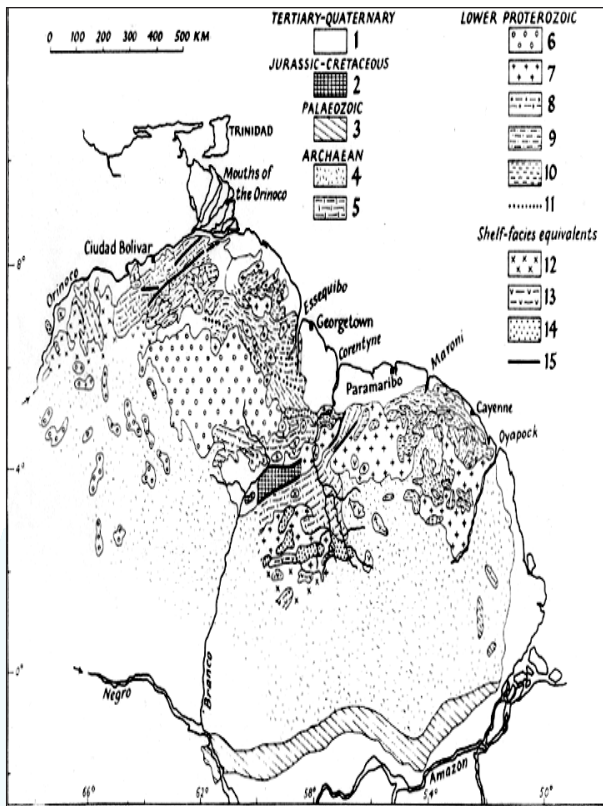 0 100 200 300 400 500 KM
TERTIARY-QUATERNARY
1
JURASSIC-CRETACEOUS
2
PALAEOZOIC
3
ARCHAEAN
4
5
LOWER PROTEROZOIC
6
7
8
9
10
11
Shelf-facies equivalents
12
13
14
15
TRINIDAD
Mouths of
the Orinoco
Ciudad Bolivar
Orinoco
8°
Essequibo
Georgetown
Corentyne
Paramaribo
Maroni
Cayenne
Oyapock
4°
4°
0°
0°
Branco
Negro
Amazon
66°
62°
58°
54°
50°